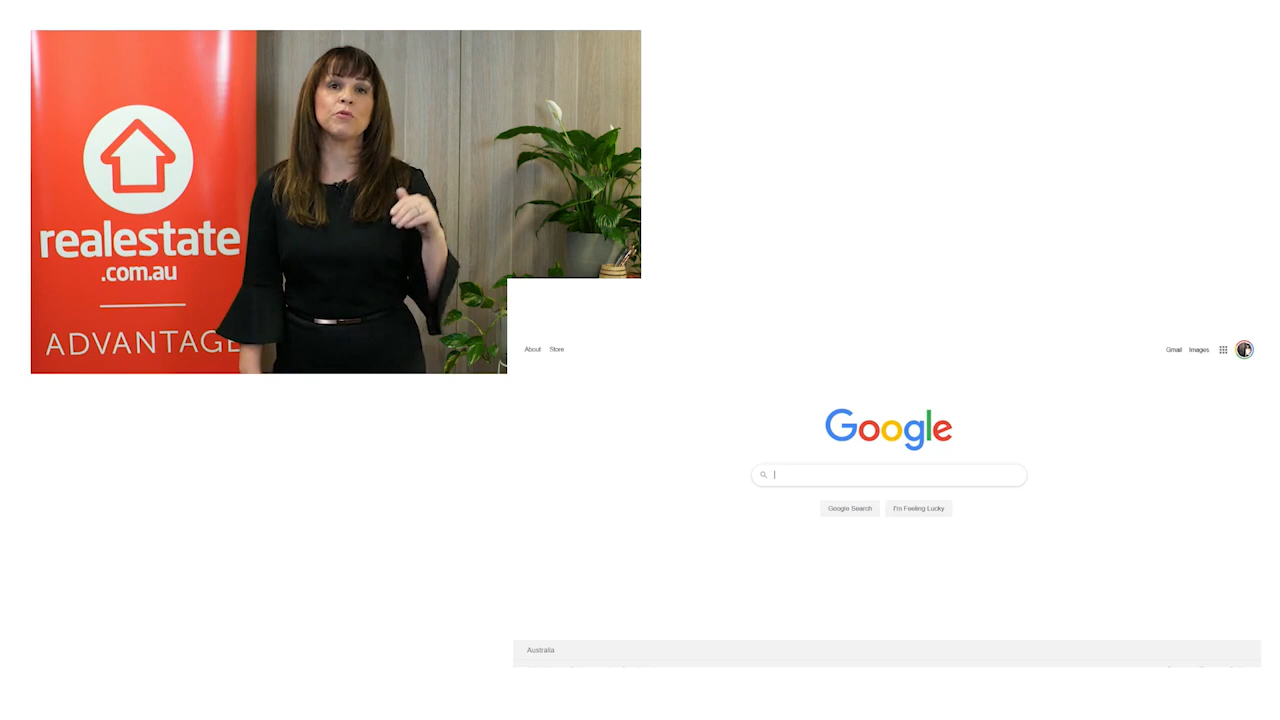 realestate
.com.au
ADVANTAGE
About Store
Gmail Images
Google
Google Search I'm Feeling Lucky
Australia